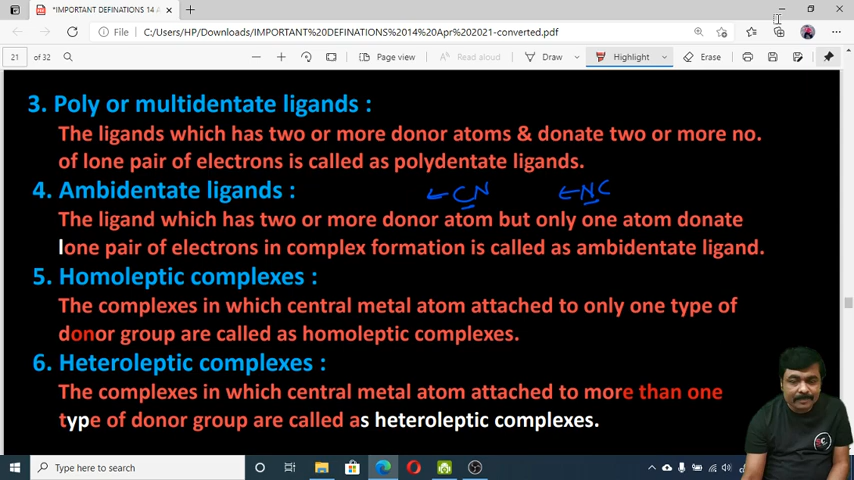 *IMPORTANT DEFINATIONS 14 A
File C:/Users/HP/Downloads/IMPORTANT%20DEFINATIONS%2014%20Apr%202021-converted.pdf
21 of 32 Page view Read aloud Draw Highlight Erase
3. Poly or multidentate ligands :
The ligands which has two or more donor atoms & donate two or more no.
of lone pair of electrons is called as polydentate ligands.
4. Ambidentate ligands : ←CN ←NC
The ligand which has two or more donor atom but only one atom donate
lone pair of electrons in complex formation is called as ambidentate ligand.
5. Homoleptic complexes :
The complexes in which central metal atom attached to only one type of
donor group are called as homoleptic complexes.
6. Heteroleptic complexes :
The complexes in which central metal atom attached to more than one
type of donor group are called as heteroleptic complexes.
Type here to search